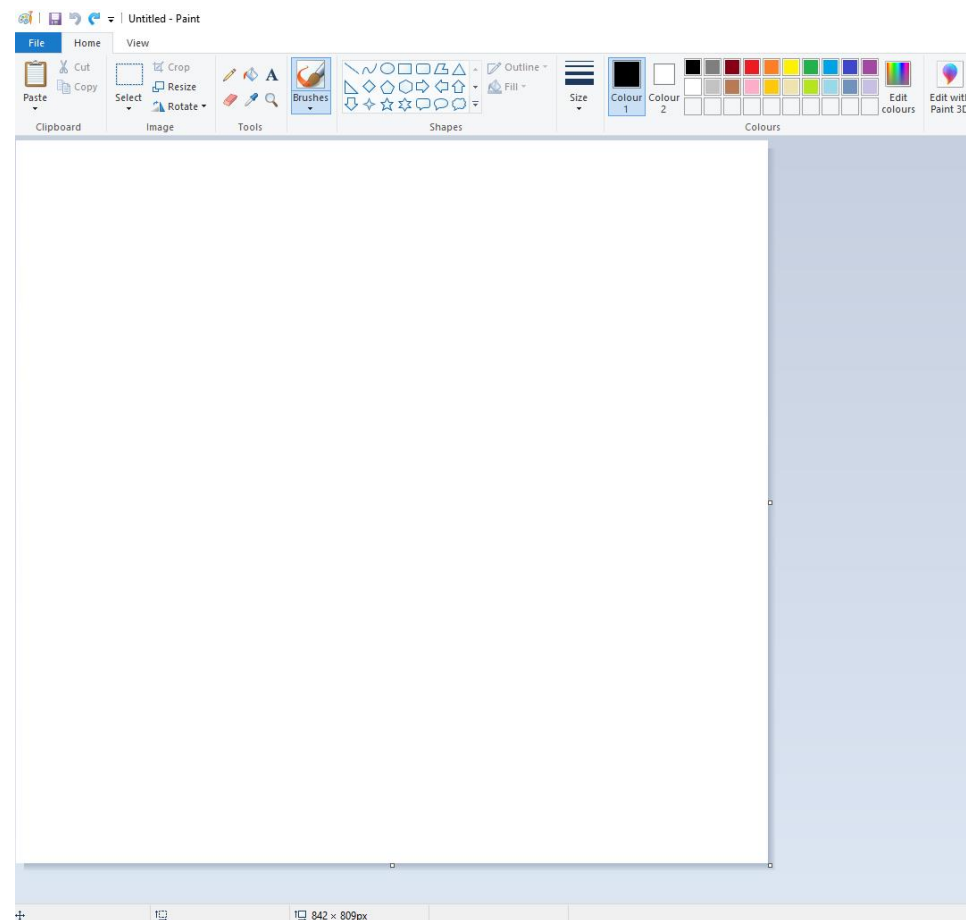 Untitled - Paint
File Home View
Paste
Cut
Copy
Clipboard
Select
Crop
Resize
Rotate
Image
A
Tools
Brushes
Outline
Fill
Shapes
Size
Colour 1
Colour 2
Edit colours
Colours
Edit with Paint 3D
842 × 809px